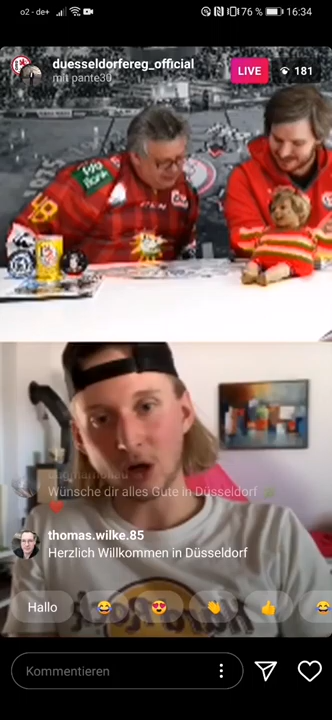 o2 - de+
76 %
16:34
duesseldorfereg_official
mit pante30
LIVE
181
Wünsche dir alles Gute in Düsseldorf
thomas.wilke.85
Herzlich Willkommen in Düsseldorf
Hallo
Kommentieren